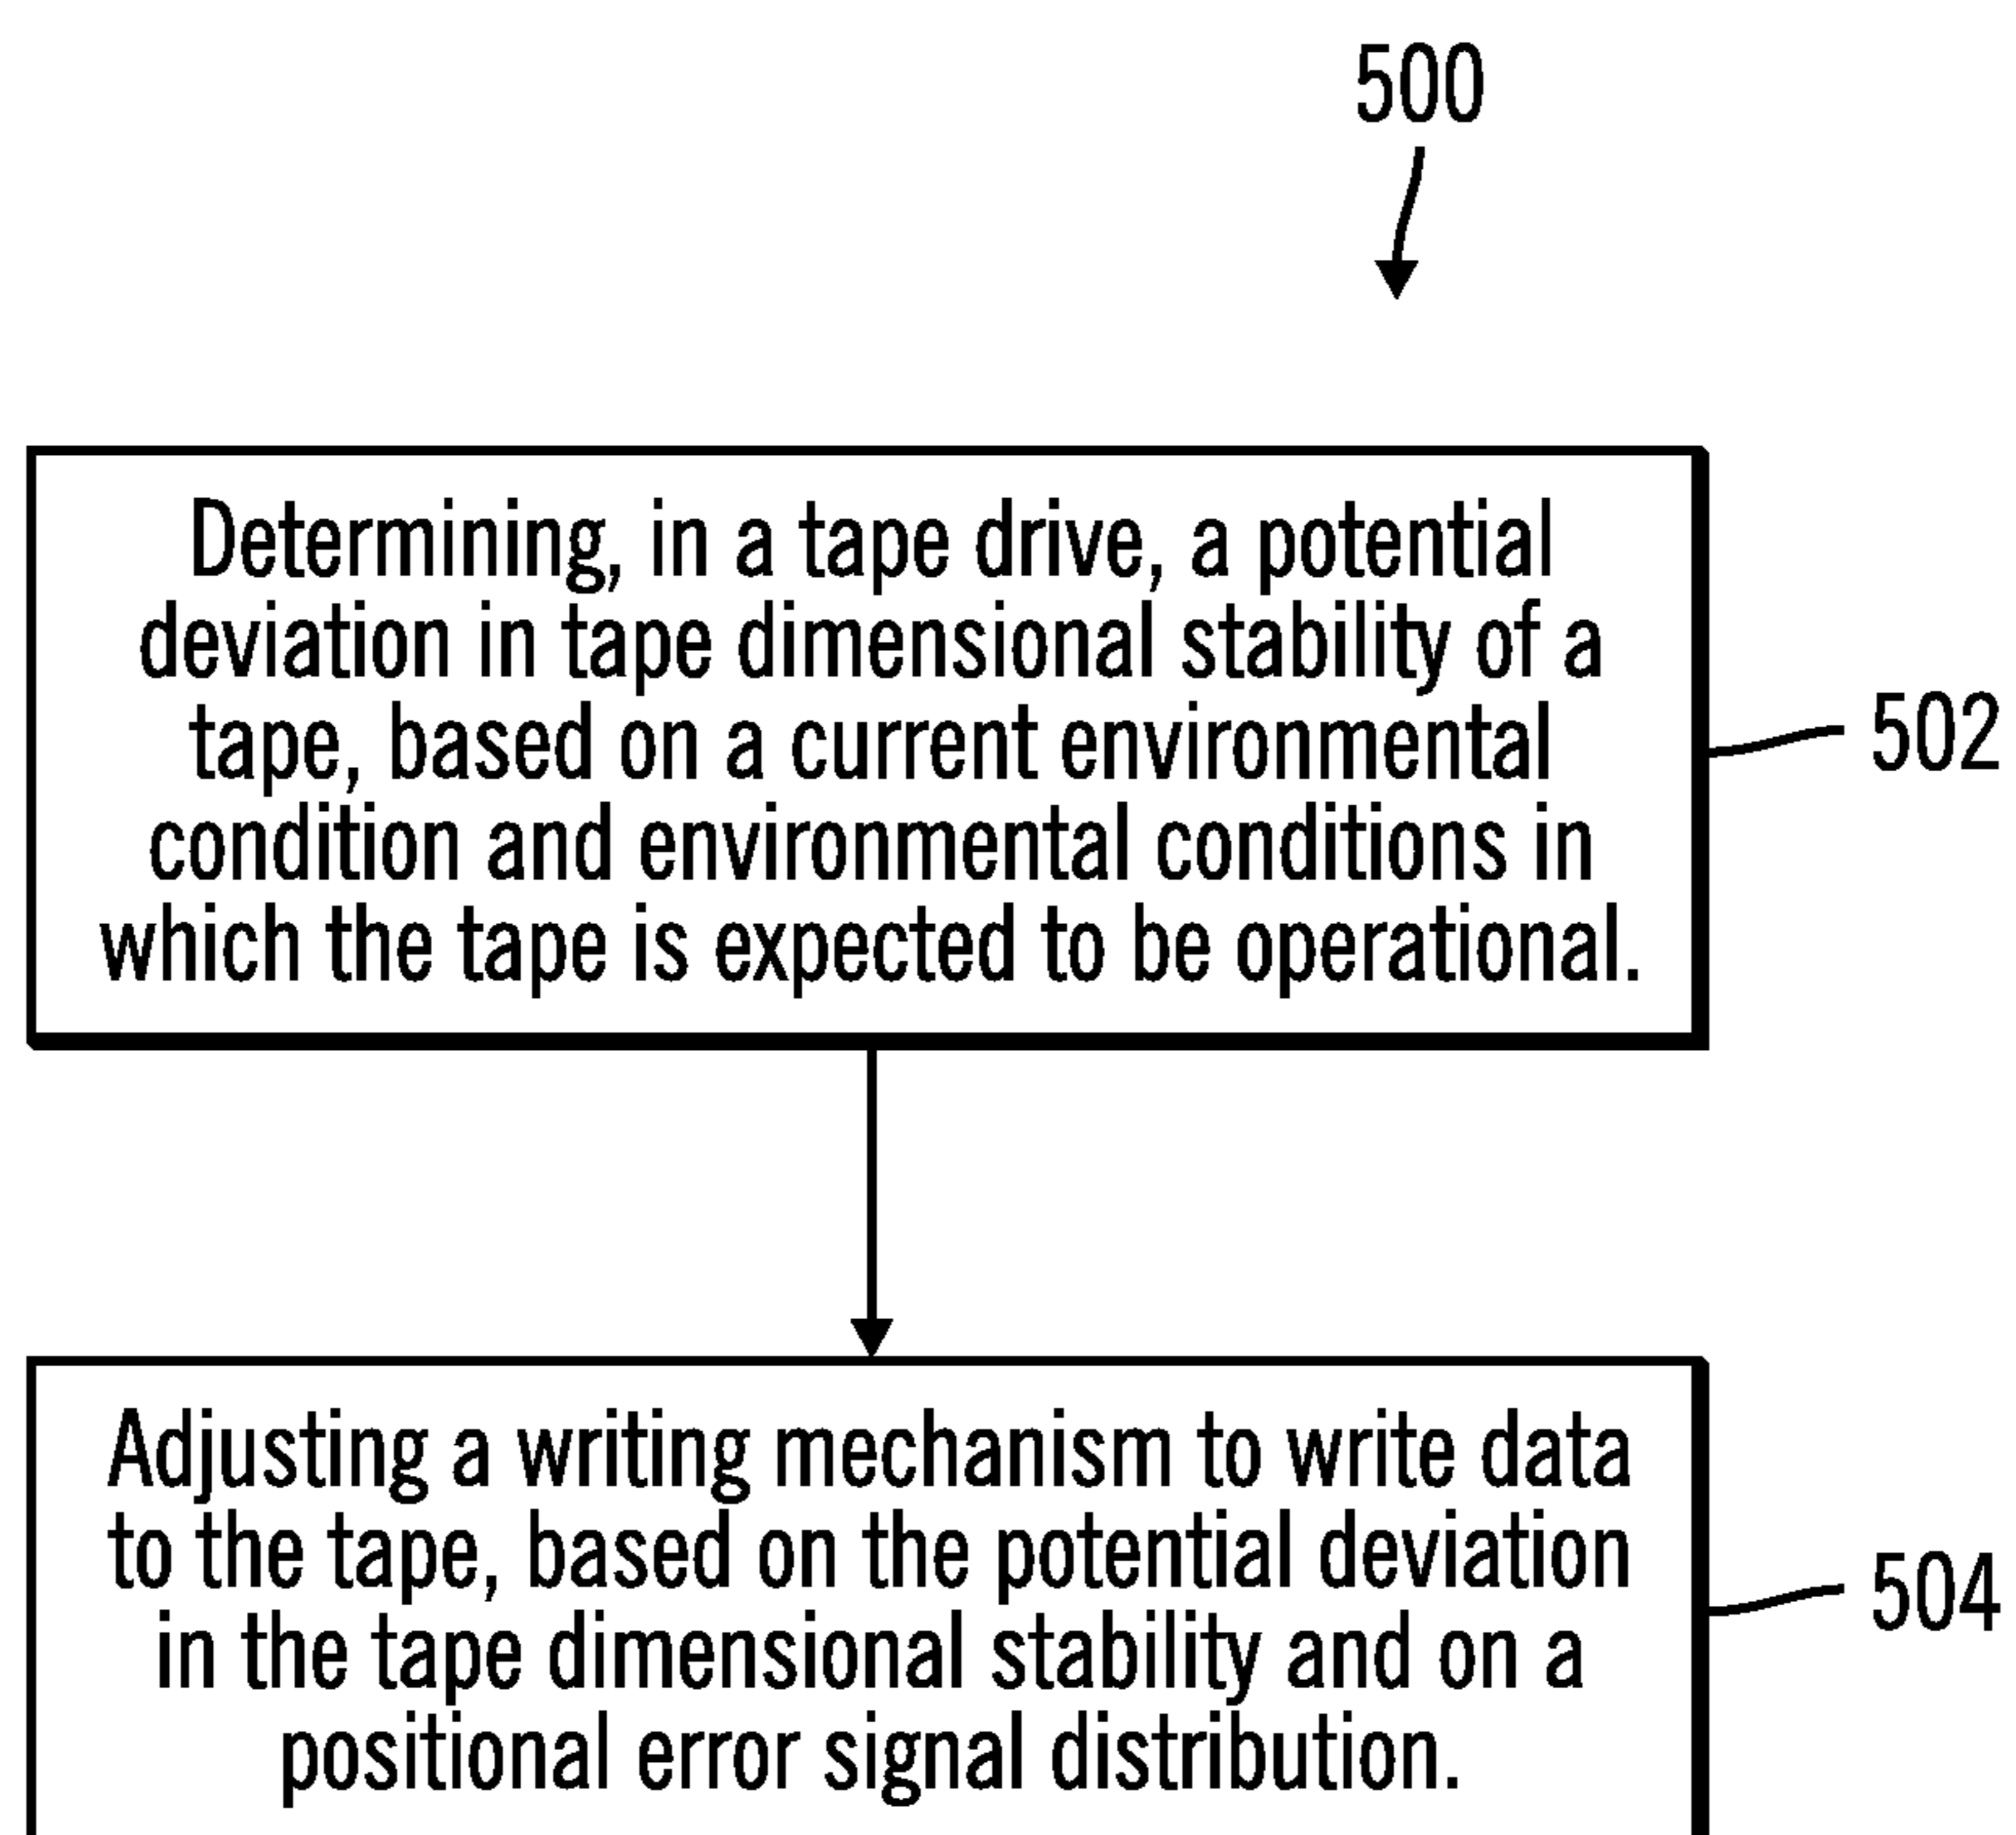 500
Determining, in a tape drive, a potential
deviation in tape dimensional stability of a
tape, based on a current environmental
condition and environmental conditions in
which the tape is expected to be operational.
502
Adjusting a writing mechanism to write data
to the tape, based on the potential deviation
in the tape dimensional stability and on a
positional error signal distribution.
504